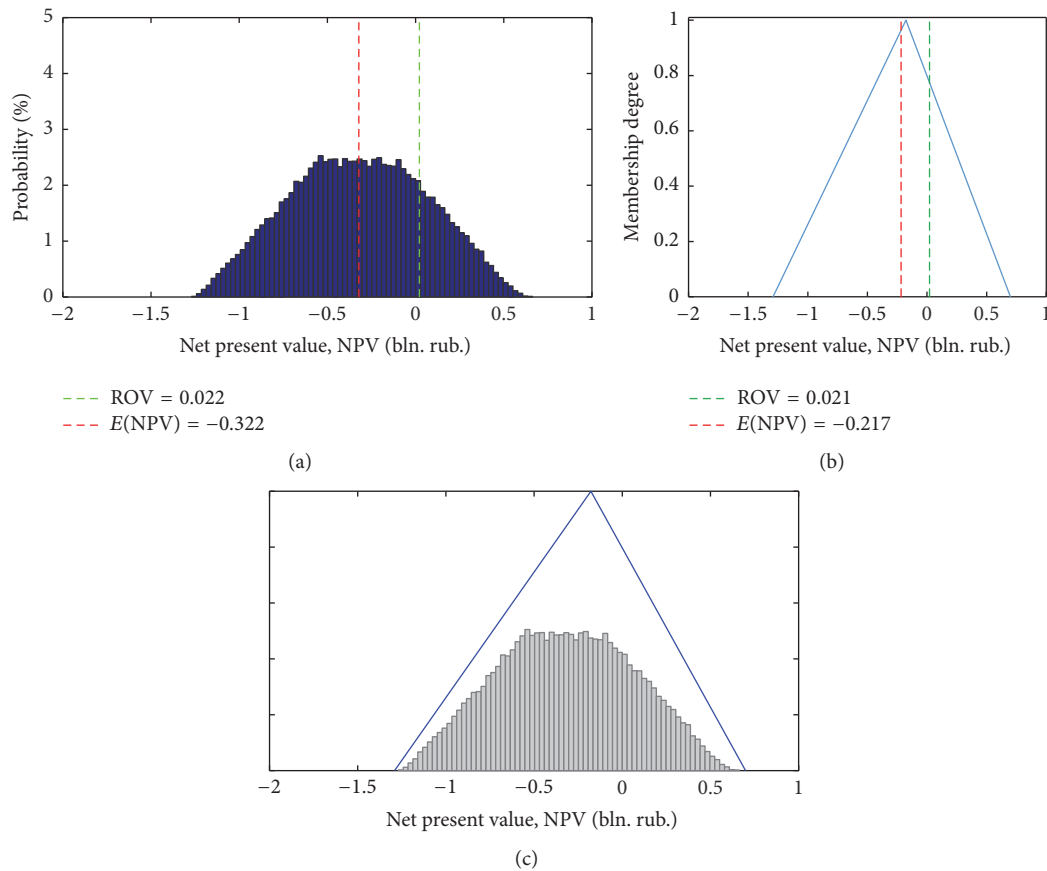 5
4
3
2
1
0
Probability (%)
−2 −1.5 −1 −0.5 0 0.5 1
Net present value, NPV (bln. rub.)
ROV = 0.022
E(NPV) = −0.322
(a)
1
0.8
0.6
0.4
0.2
0
Membership degree
−2 −1.5 −1 −0.5 0 0.5 1
Net present value, NPV (bln. rub.)
ROV = 0.021
E(NPV) = −0.217
(b)
−2 −1.5 −1 −0.5 0 0.5 1
Net present value, NPV (bln. rub.)
(c)